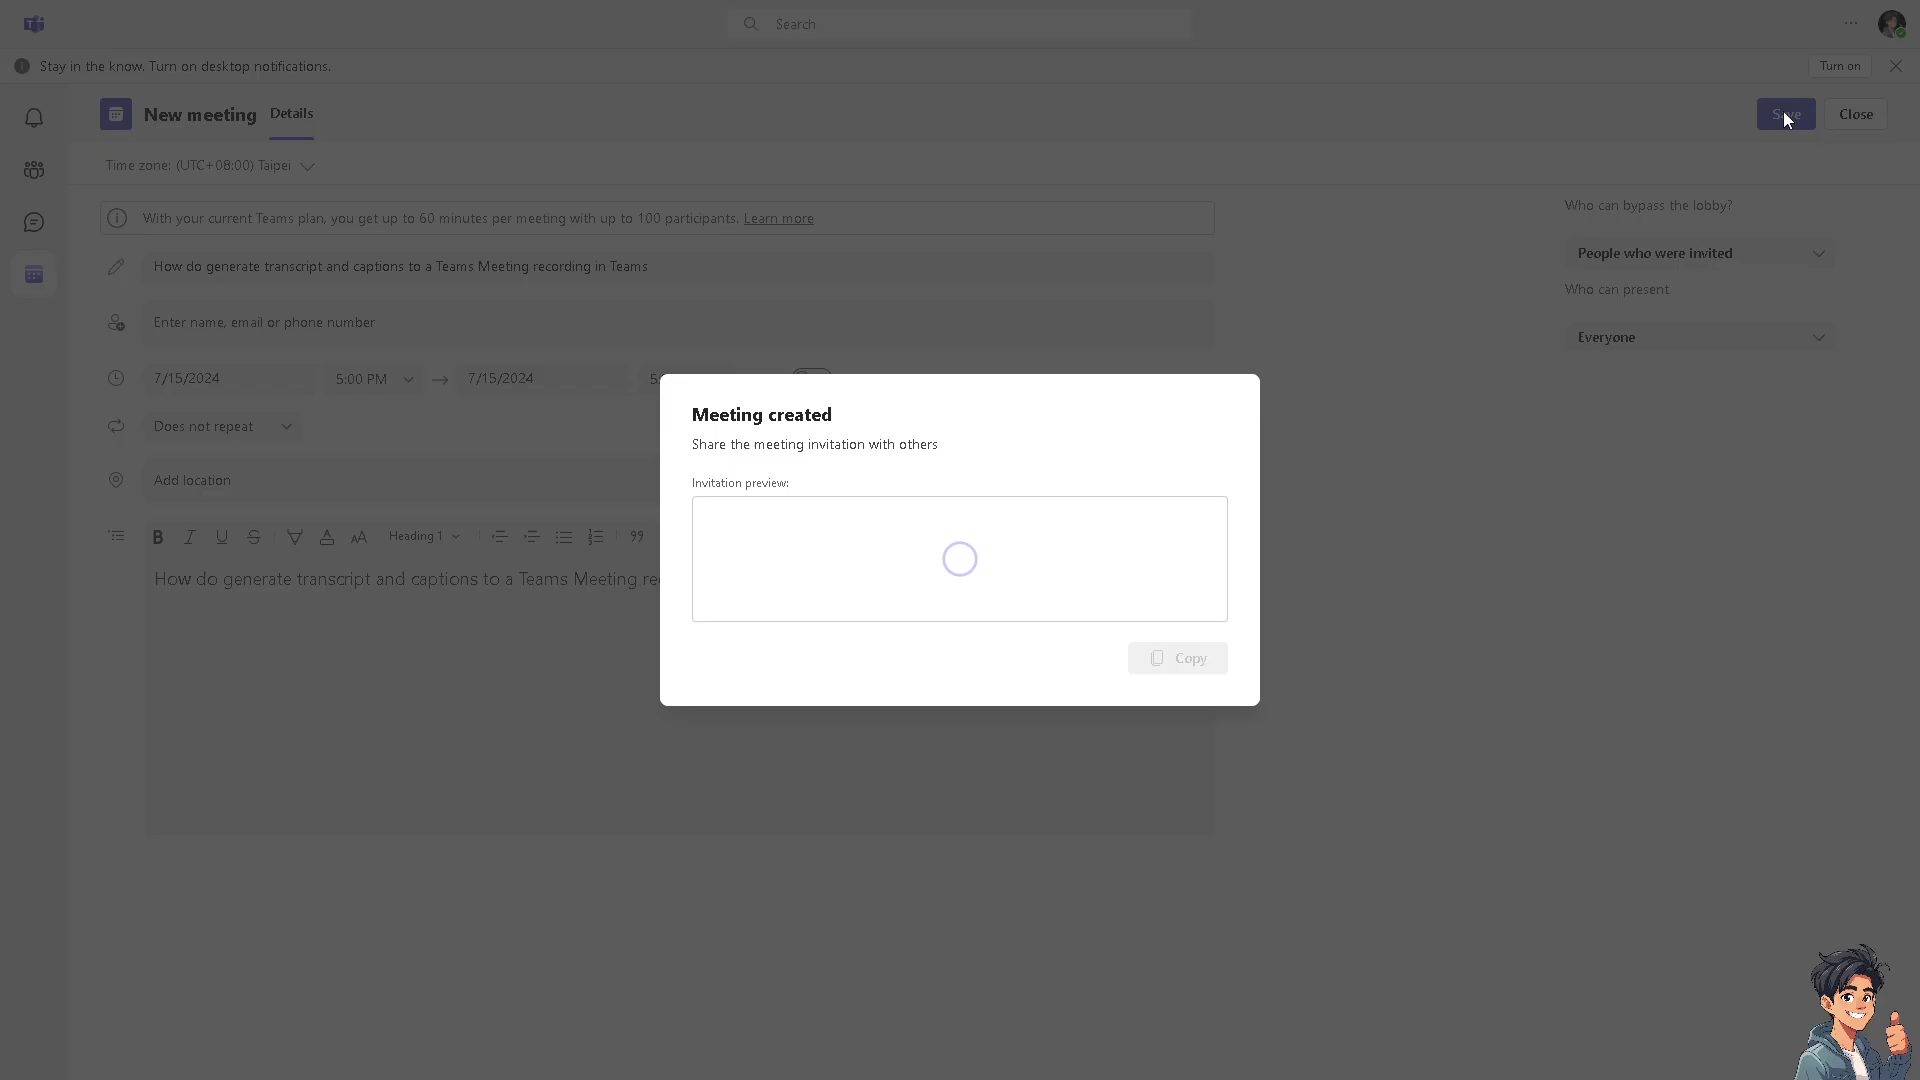 Search
Stay in the know. Turn on desktop notifications.
Turn on
New meeting
Details
Save
Close
Time zone: (UTC+08:00) Taipei
With your current Teams plan, you get up to 60 minutes per meeting with up to 100 participants. Learn more
Who can bypass the lobby?
People who were invited
Who can present
Everyone
How do generate transcript and captions to a Teams Meeting recording in Teams
Enter name, email or phone number
7/15/2024
5:00 PM
7/15/2024
Does not repeat
Add location
Heading 1
How do generate transcript and captions to a Teams Meeting
Meeting created
Share the meeting invitation with others
Invitation preview:
Copy